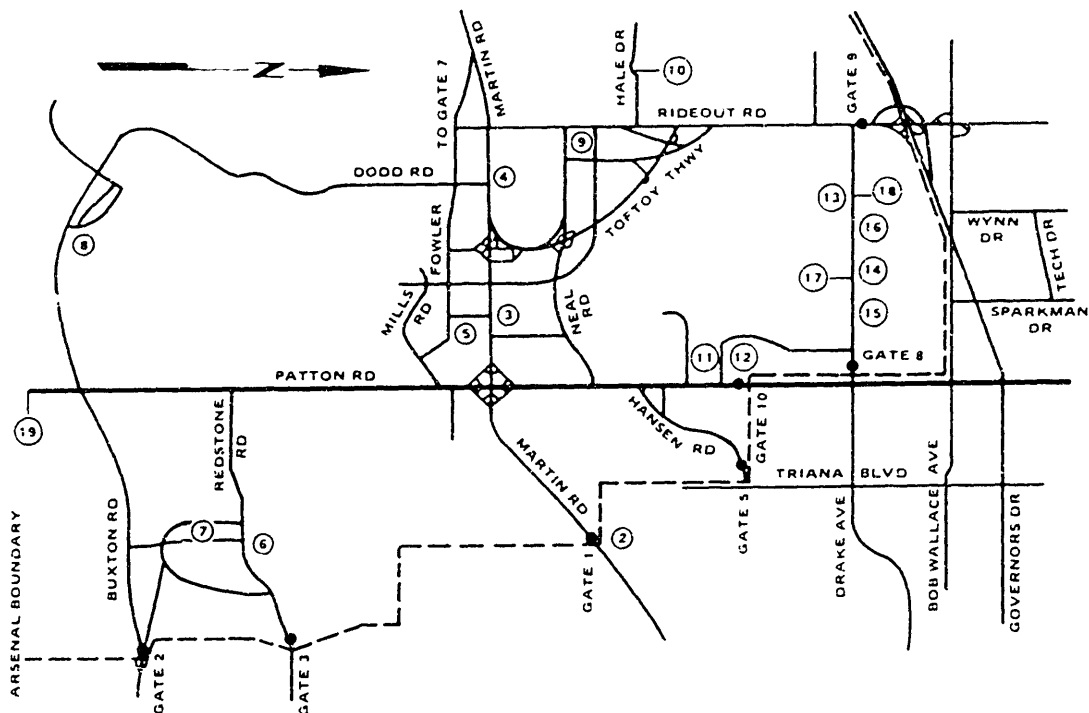 N
TO GATE 7
MARTIN RD
HALE DR
10
RIDEOUT RD
GATE 9
9
DODD RD
4
TOFTOY THWY
13
18
8
FOWLER
16
WYNN
DR
TECH DR
17
14
MILLS
RD
5
3
NEAL
RD
15
SPARKMAN
DR
11
12
GATE 8
PATTON RD
19
REDSTONE
RD
HANSEN RD
GATE 10
MARTIN RD
TRIANA BLVD
7
6
2
GATE 5
BUXTON RD
GATE 1
DRAKE AVE
BOB WALLACE AVE
GOVERNORS DR
ARSENAL BOUNDARY
GATE 2
GATE 3